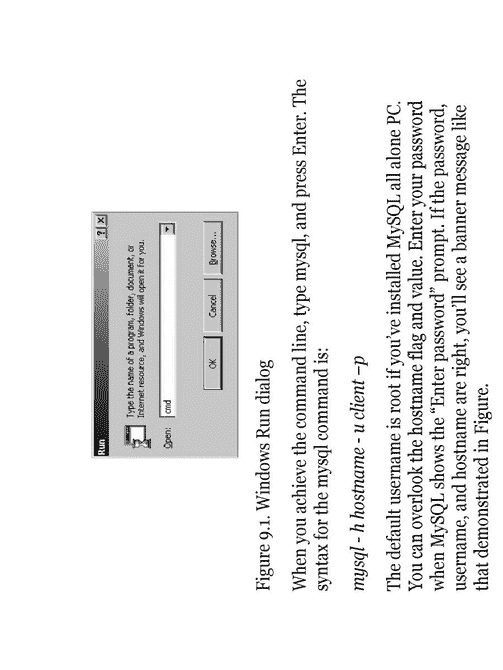 Run
Type the name of a program, folder, document, or
Internet resource, and Windows will open it for you.
Open:
cmd
OK
Cancel
Browse...
Figure 9.1. Windows Run dialog
When you achieve the command line, type mysql, and press Enter. The
syntax for the mysql command is:
mysql - h hostname - u client –p
The default username is root if you've installed MySQL all alone PC.
You can overlook the hostname flag and value. Enter your password
when MySQL shows the “Enter password” prompt. If the password,
username, and hostname are right, you'll see a banner message like
that demonstrated in Figure.